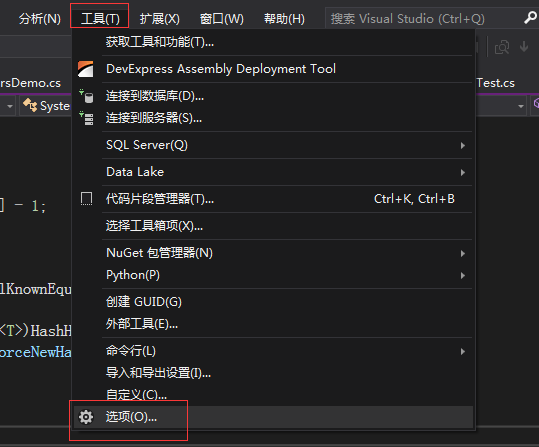 分析(N) 工具(T) 扩展(X) 窗口(W) 帮助(H) 搜索 Visual Studio (Ctrl+Q)
获取工具和功能(T)...
rsDemo.cs DevExpress Assembly Deployment Tool Test.cs
System 连接到数据库(D)...
连接到服务器(S)...
SQL Server(Q)
Data Lake
] - 1; 代码片段管理器(T)... Ctrl+K, Ctrl+B
选择工具箱项(X)...
NuGet 包管理器(N)
Python(P)
lKnownEqu 创建 GUID(G)
<T>)HashH 外部工具(E)...
orceNewHa 命令行(L)
导入和导出设置(I)...
自定义(C)...
选项(O)...